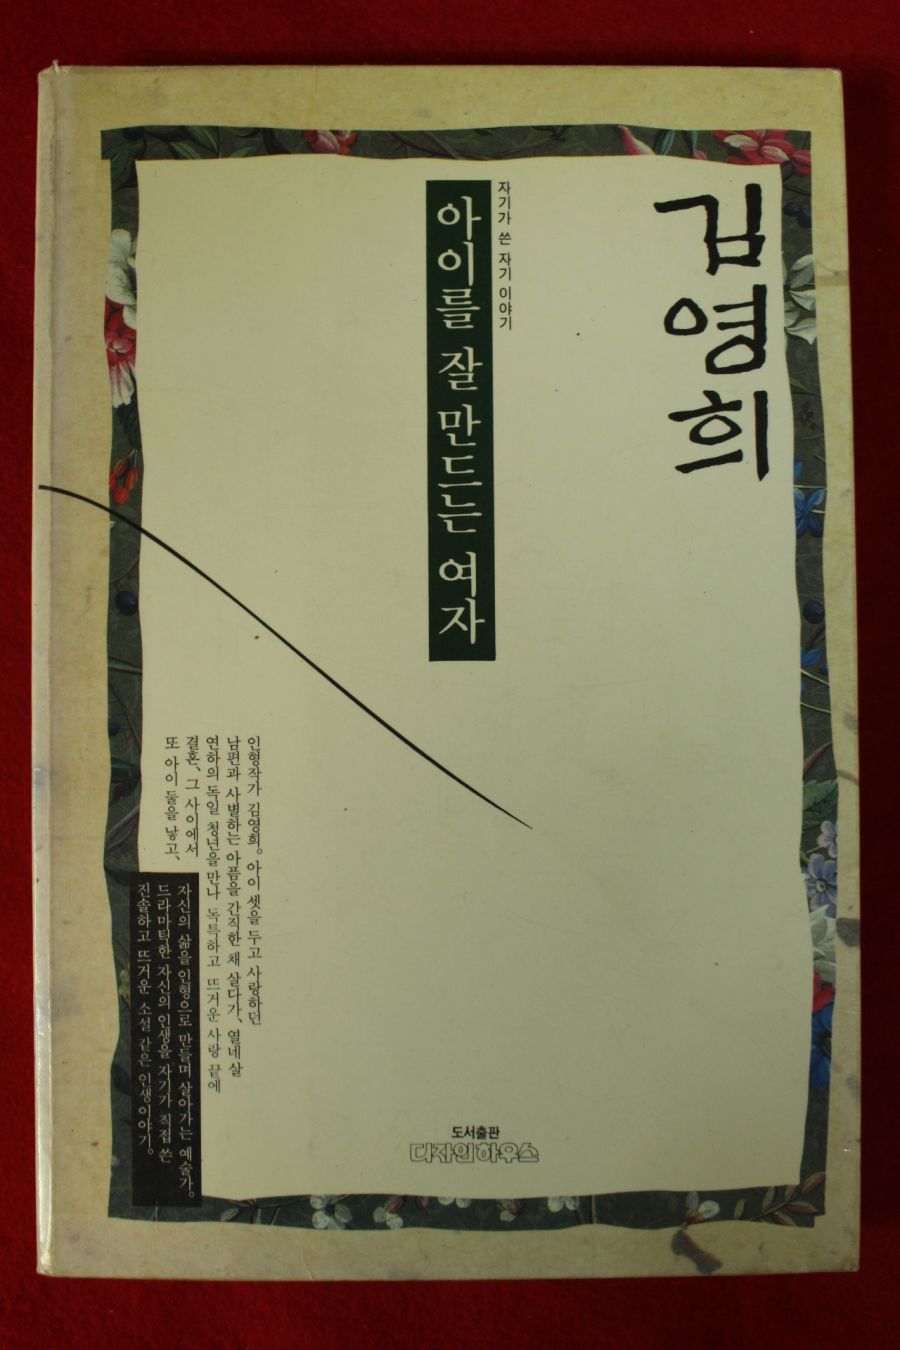 김영희
자기가 쓴 자기 이야기
아이를 잘 만드는 여자
인형작가 김영희。 아이 셋을 두고 사랑하던
남편과 사별하는 아픔을 간직한 채 살다가、 열네살
연하의 독일 청년을 만나 독특하고 뜨거운 사랑 끝에
결혼、 그 사이에서
또 아이 둘을 낳고、
자신의 삶을 인형으로 만들며 살아가는 예술가。
드라마틱한 자신의 인생을 자기가 직접 쓴
진솔하고 뜨거운 소설 같은 인생이야기。
도서출판
디자인하우스